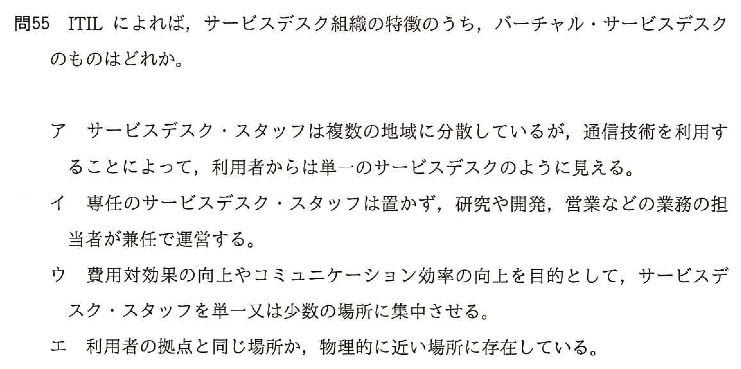 問55 ITIL によれば，サービスデスク組織の特徴のうち，バーチャル・サービスデスク
のものはどれか。
ア サービスデスク・スタッフは複数の地域に分散しているが，通信技術を利用す
ることによって，利用者からは単一のサービスデスクのように見える。
イ 専任のサービスデスク・スタッフは置かず，研究や開発，営業などの業務の担
当者が兼任で運営する。
ウ 費用対効果の向上やコミュニケーション効率の向上を目的として，サービスデ
スク・スタッフを単一又は少数の場所に集中させる。
エ 利用者の拠点と同じ場所か，物理的に近い場所に存在している。